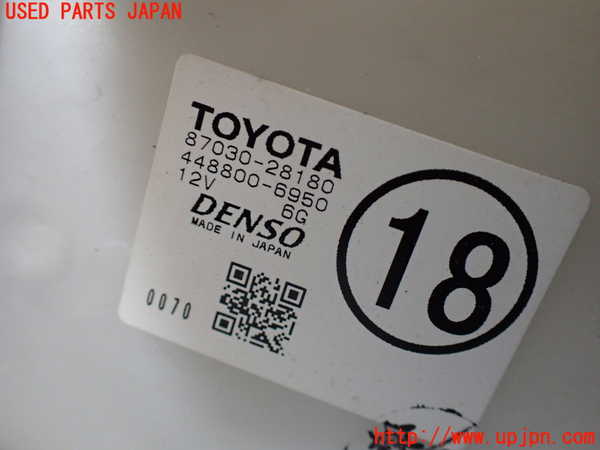 USED PARTS JAPAN
TOYOTA
87030-28180
448800-6950
12V 6G
DENSO
MADE IN JAPAN
0070
18
http://www.upjpn.com/